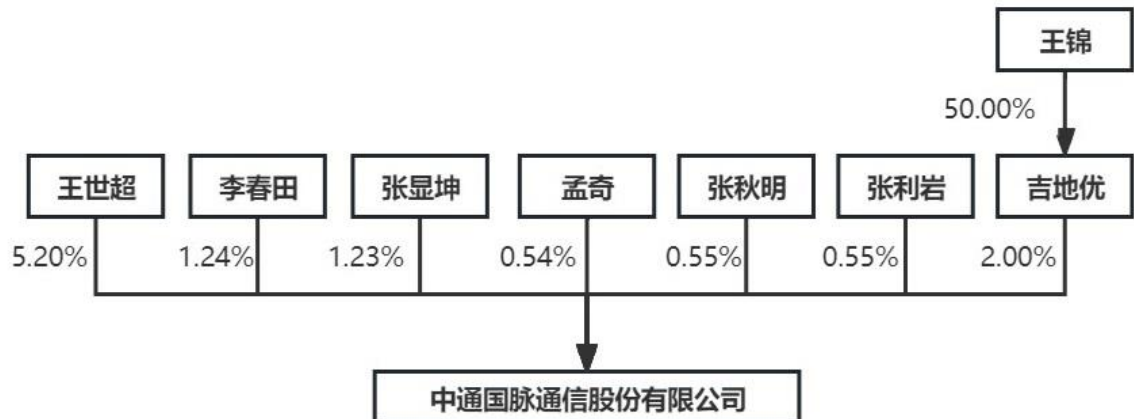 王锦
50.00%
王世超 李春田 张显坤 孟奇 张秋明 张利岩 吉地优
5.20% 1.24% 1.23% 0.54% 0.55% 0.55% 2.00%
中通国脉通信股份有限公司